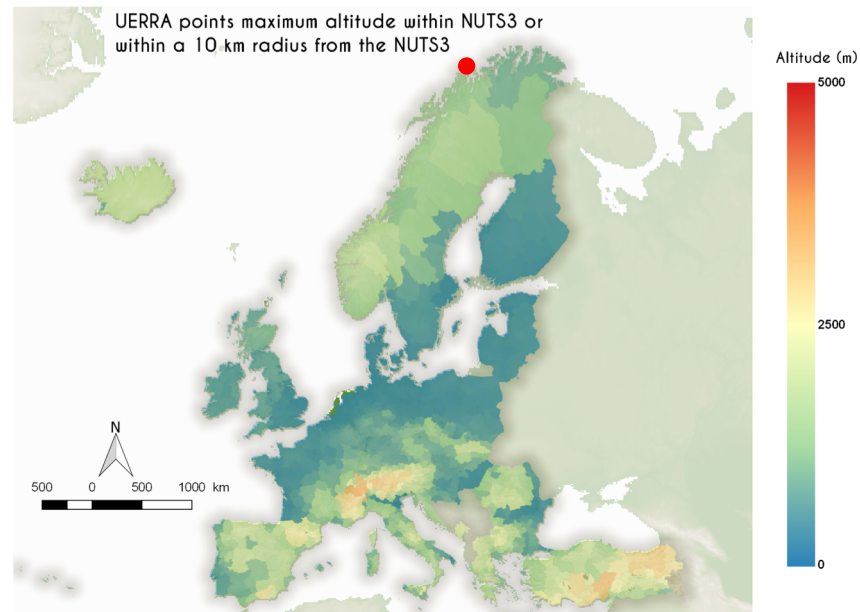 UERRA points maximum altitude within NUTS3 or
within a 10 km radius from the NUTS3
Altitude (m)
5000
2500
0
N
500 0 500 1000 km